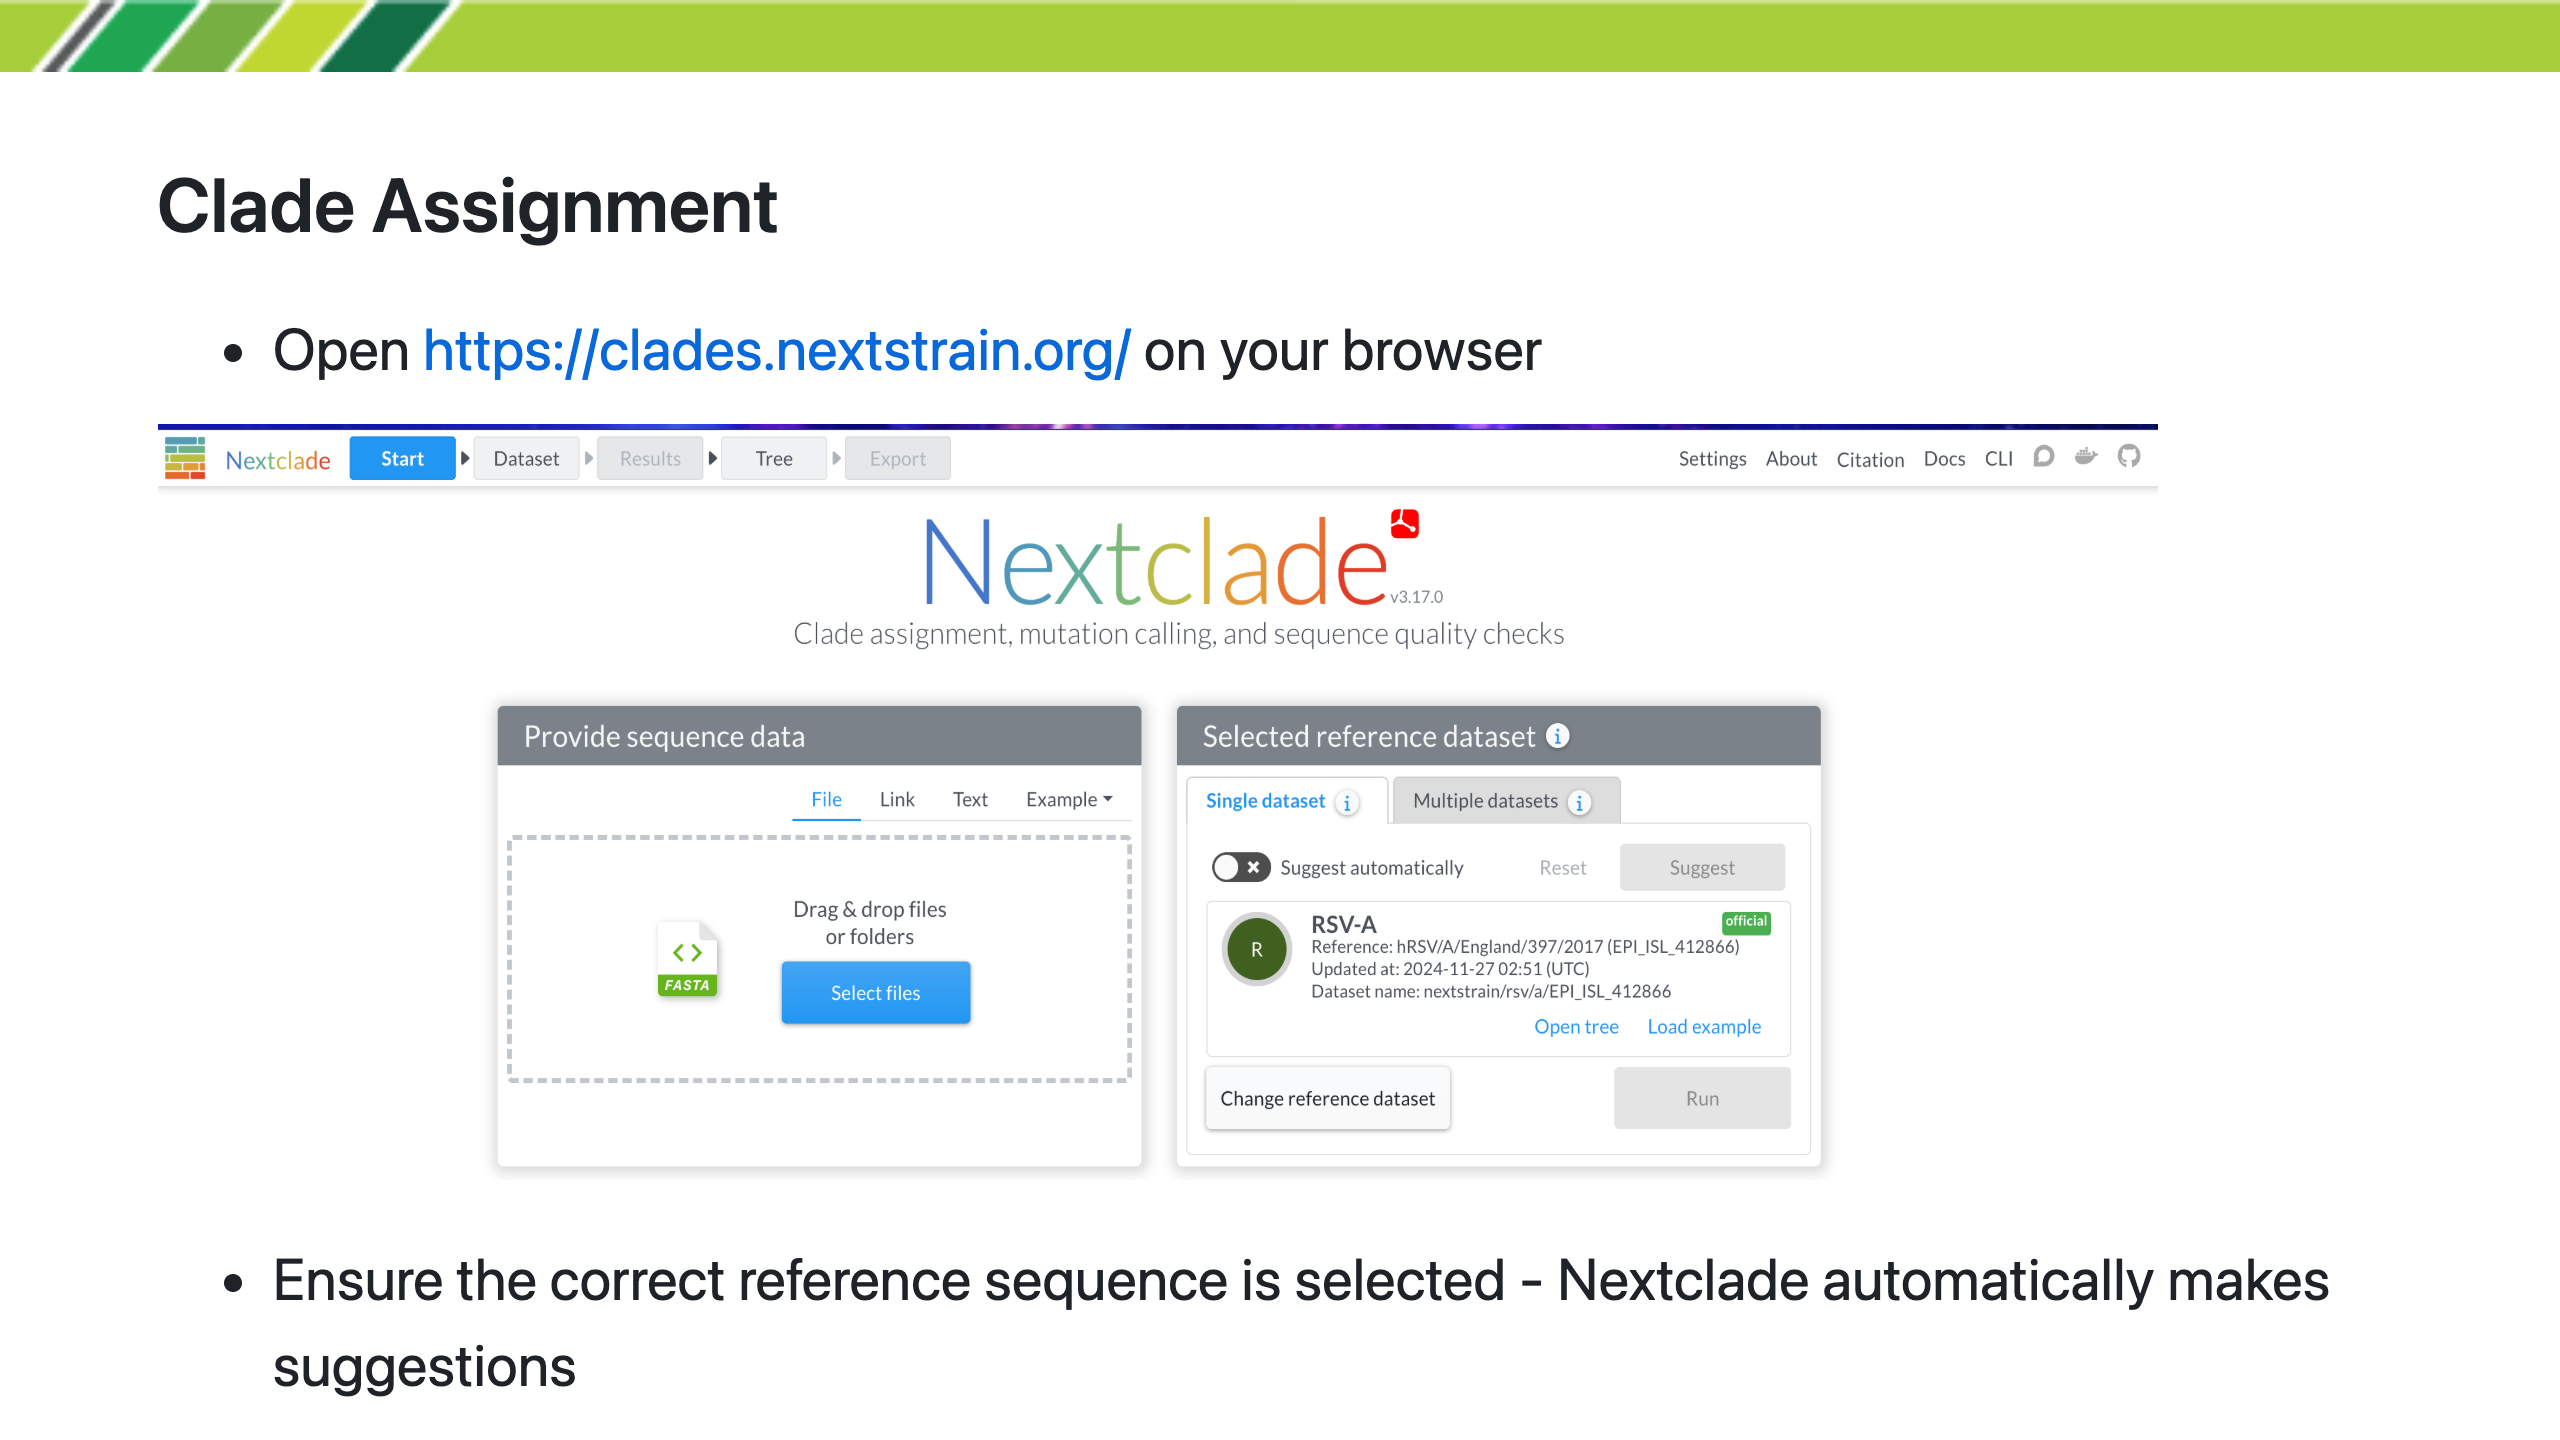 Clade Assignment
• Open https://clades.nextstrain.org/ on your browser
Nextclade Start Dataset Results Tree Export Settings About Citation Docs CLI
Nextclade v3.17.0
Clade assignment, mutation calling, and sequence quality checks
Provide sequence data
File Link Text Example
Drag & drop files
or folders
FASTA
Select files
Selected reference dataset i
Single dataset i Multiple datasets i
Suggest automatically Reset Suggest
R
RSV-A official
Reference: hRSV/A/England/397/2017 (EPI_ISL_412866)
Updated at: 2024-11-27 02:51 (UTC)
Dataset name: nextstrain/rsv/a/EPI_ISL_412866
Open tree Load example
Change reference dataset Run
• Ensure the correct reference sequence is selected - Nextclade automatically makes
suggestions